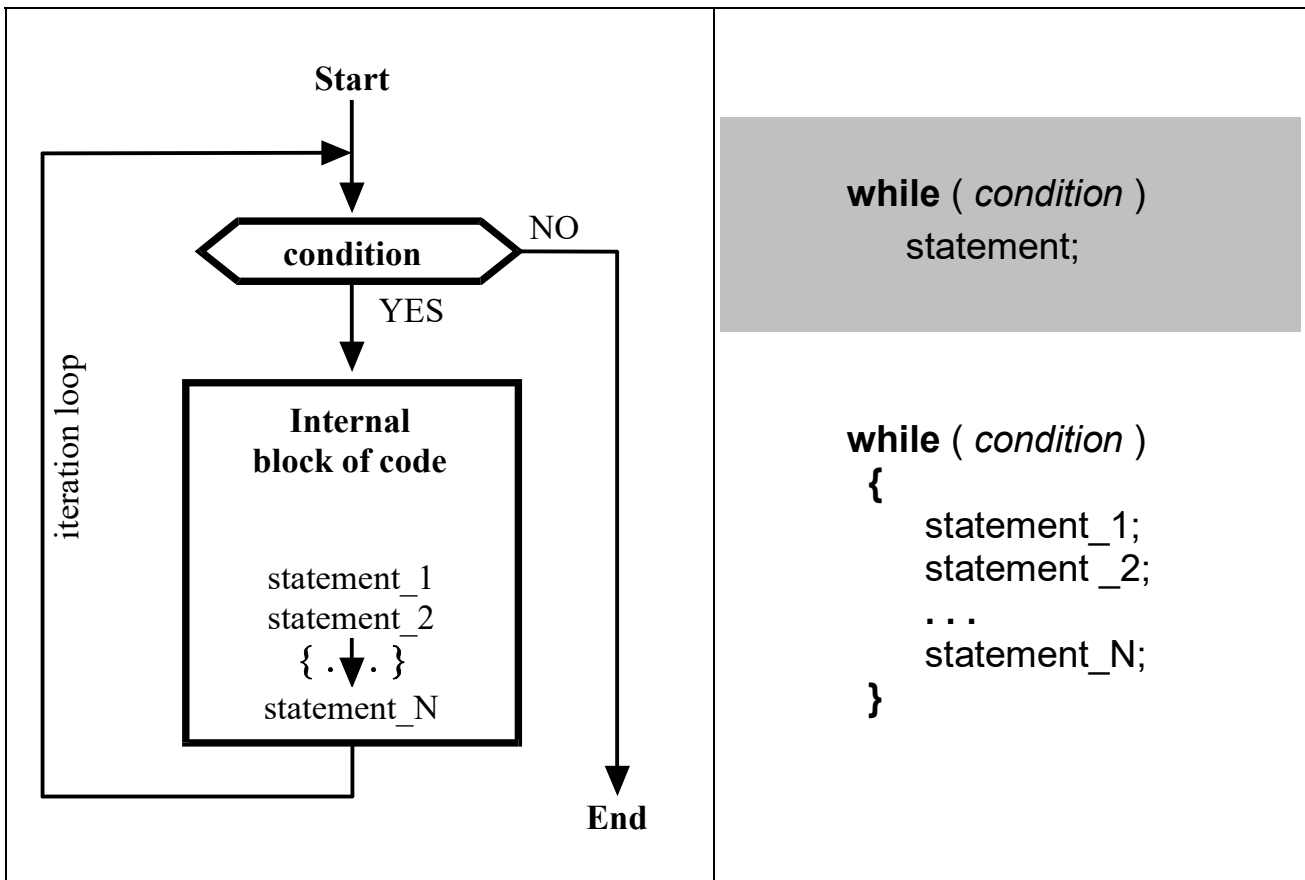 Start
NO
condition
YES
iteration loop
Internal
block of code
statement_1
statement_2
{ . . }
statement_N
End
while ( condition )
statement;
while ( condition )
{
statement_1;
statement _2;
. . .
statement_N;
}